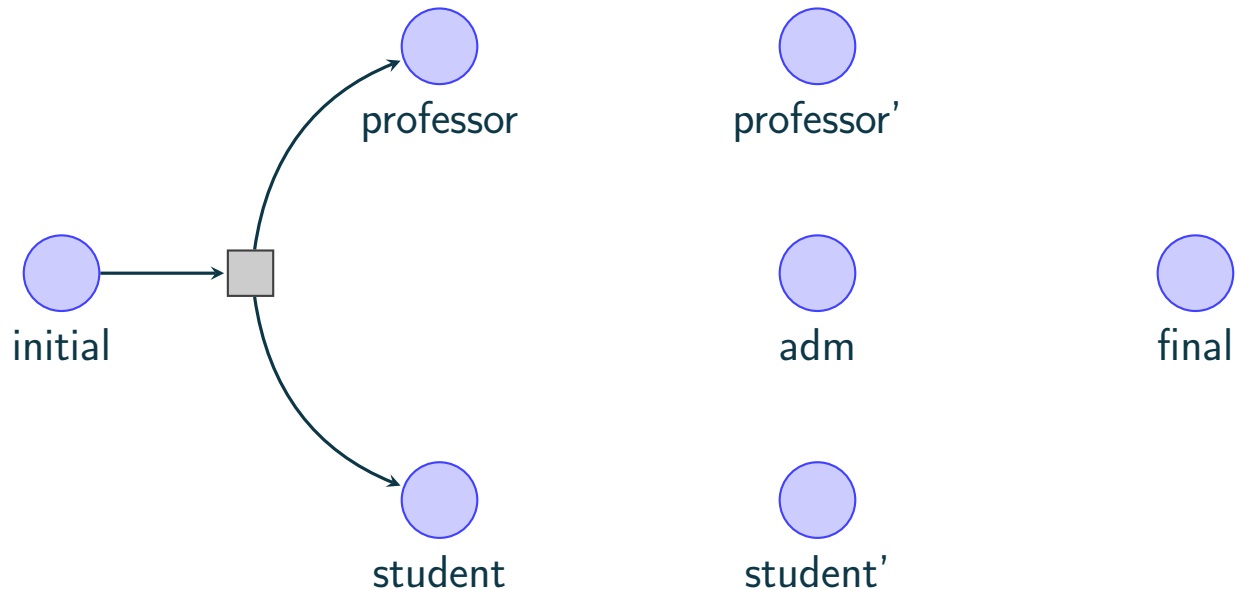 professor
professor'
initial
adm
final
student
student'